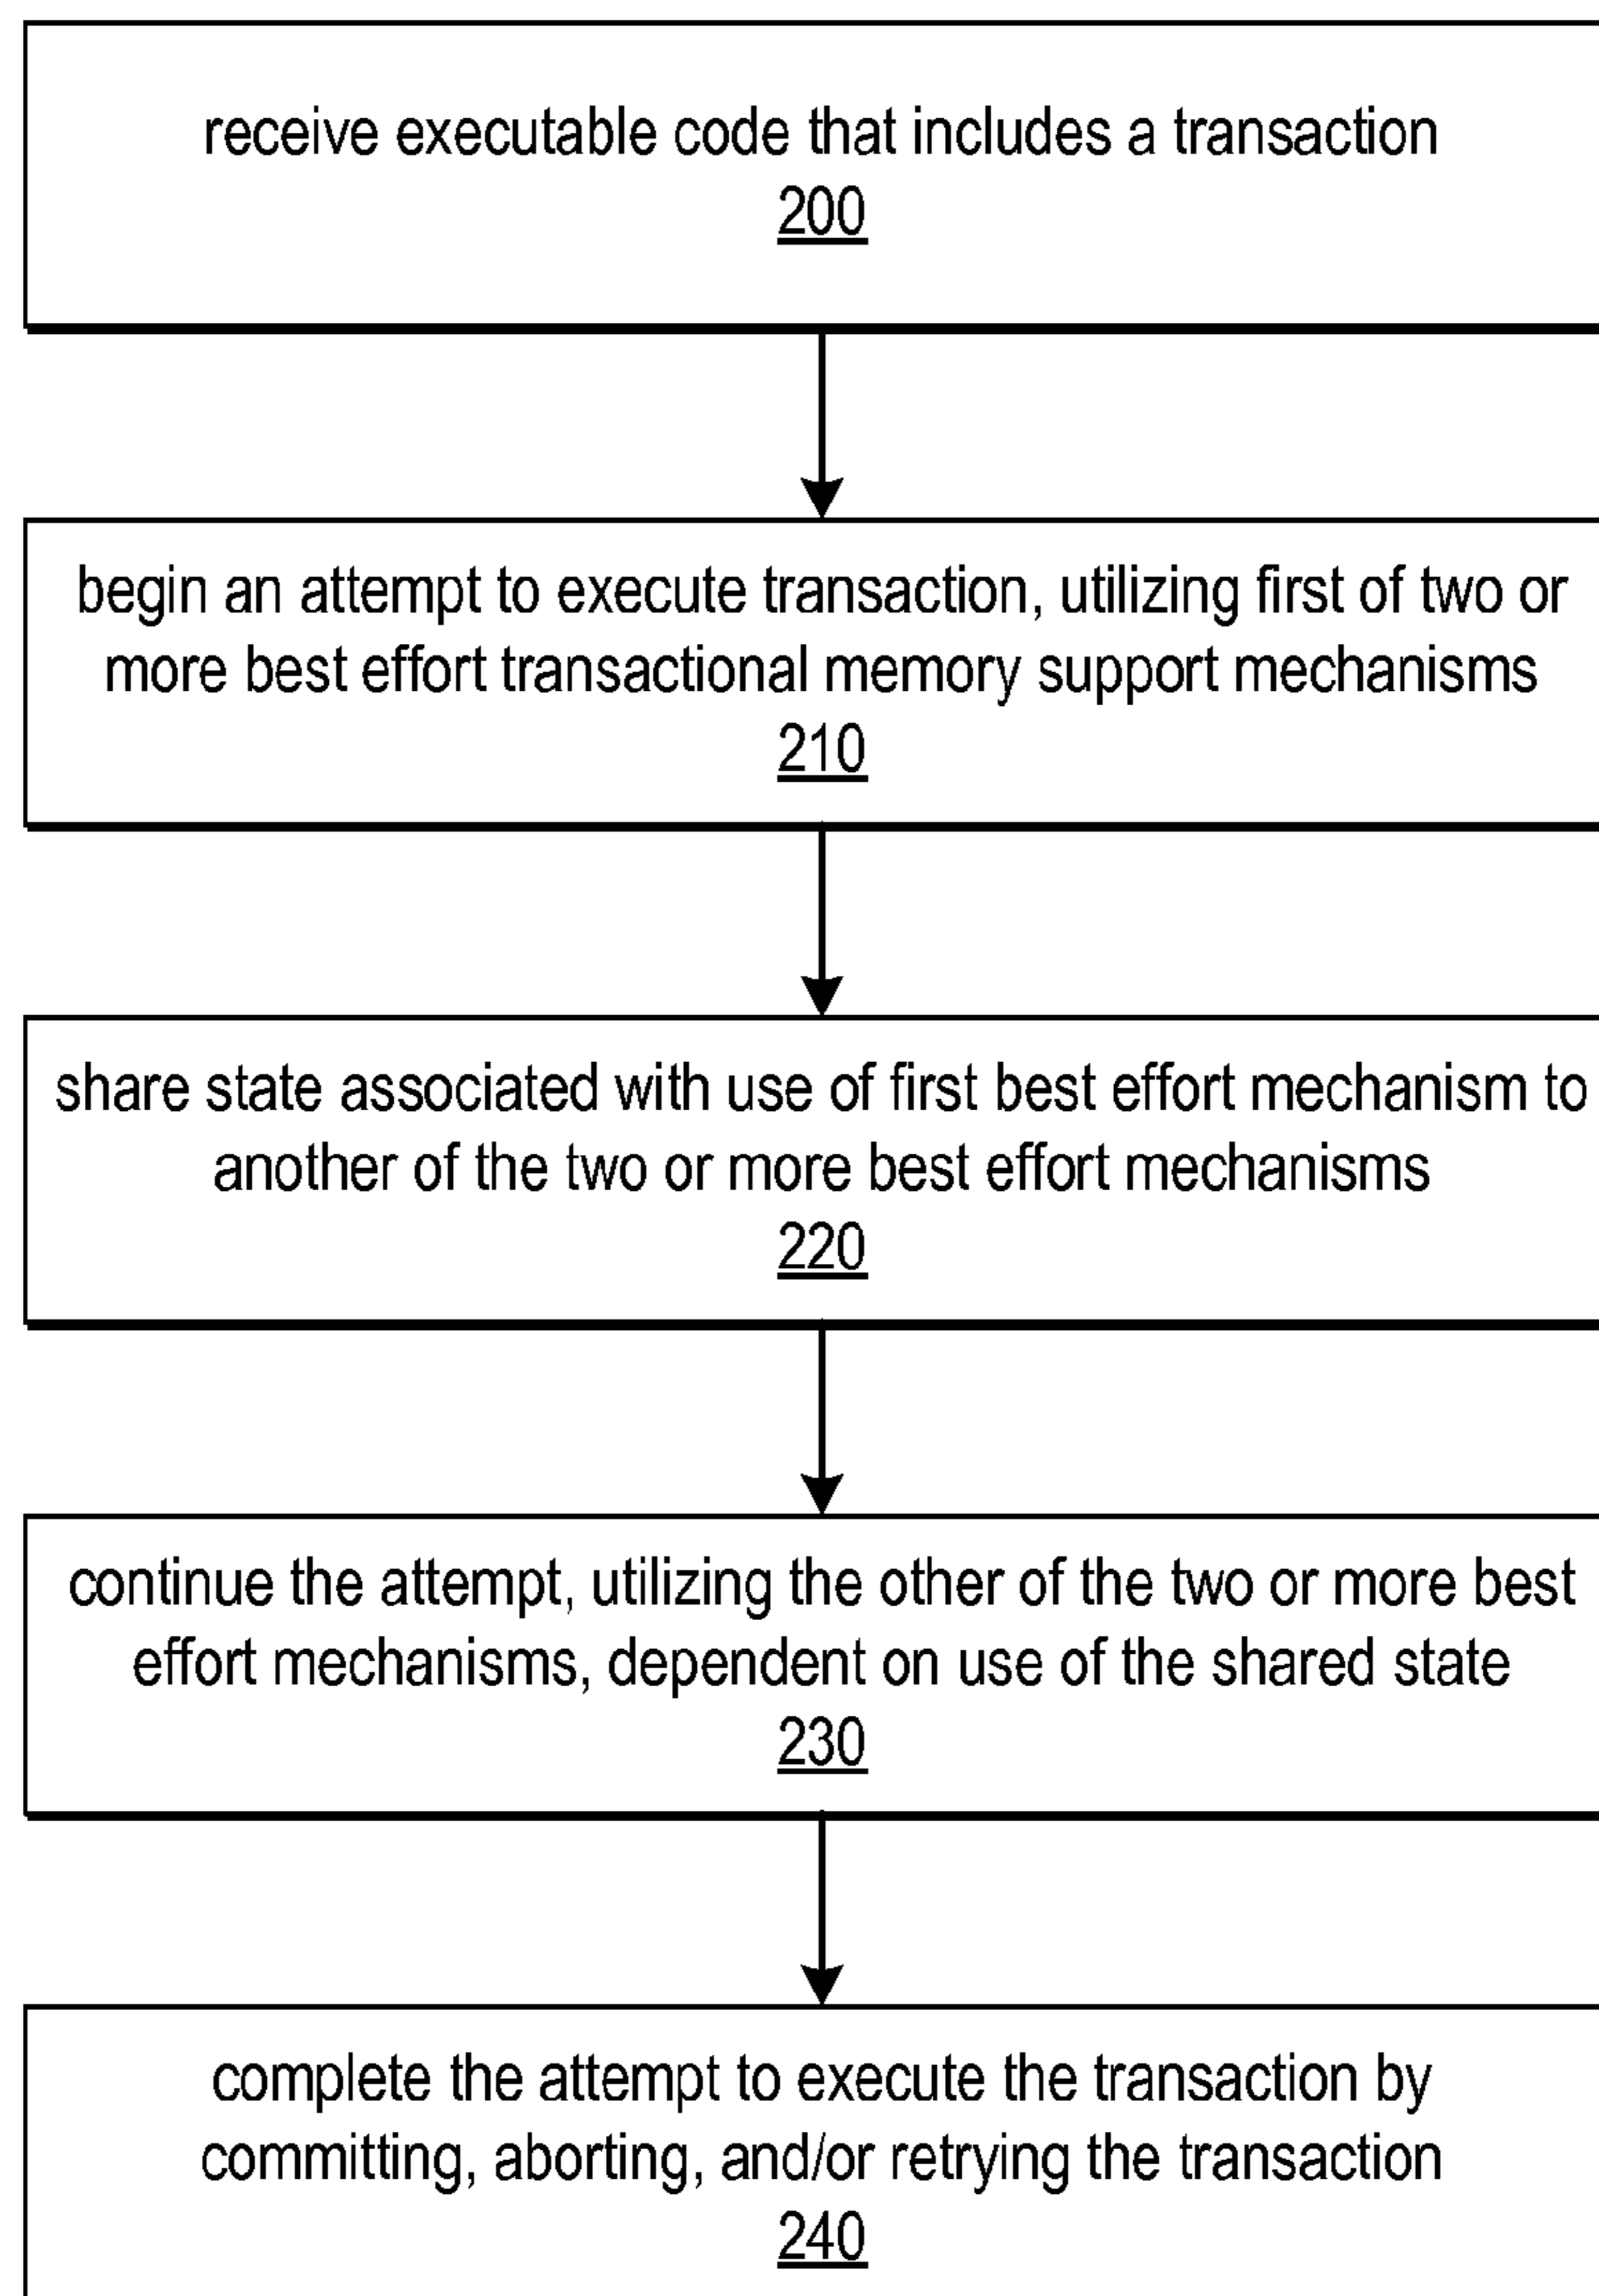 receive executable code that includes a transaction
200
begin an attempt to execute transaction, utilizing first of two or
more best effort transactional memory support mechanisms
210
share state associated with use of first best effort mechanism to
another of the two or more best effort mechanisms
220
continue the attempt, utilizing the other of the two or more best
effort mechanisms, dependent on use of the shared state
230
complete the attempt to execute the transaction by
committing, aborting, and/or retrying the transaction
240